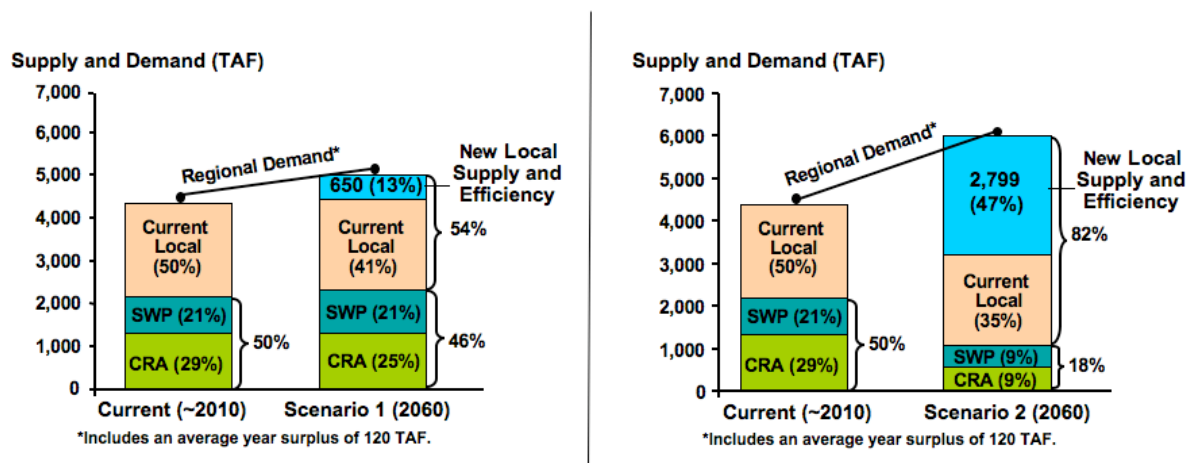 Supply and Demand (TAF)
7,000
6,000
5,000
4,000
3,000
2,000
1,000
0
Regional Demand*
New Local
Supply and
Efficiency
650 (13%)
Current
Local
(50%)
Current
Local
(41%)
54%
SWP (21%)
SWP (21%)
50%
46%
CRA (29%)
CRA (25%)
Current (~2010)
Scenario 1 (2060)
*Includes an average year surplus of 120 TAF.
Supply and Demand (TAF)
7,000
6,000
5,000
4,000
3,000
2,000
1,000
0
Regional Demand*
New Local
Supply and
Efficiency
2,799
(47%)
82%
Current
Local
(50%)
Current
Local
(35%)
SWP (21%)
50%
SWP (9%)
18%
CRA (29%)
CRA (9%)
Current (~2010)
Scenario 2 (2060)
*Includes an average year surplus of 120 TAF.